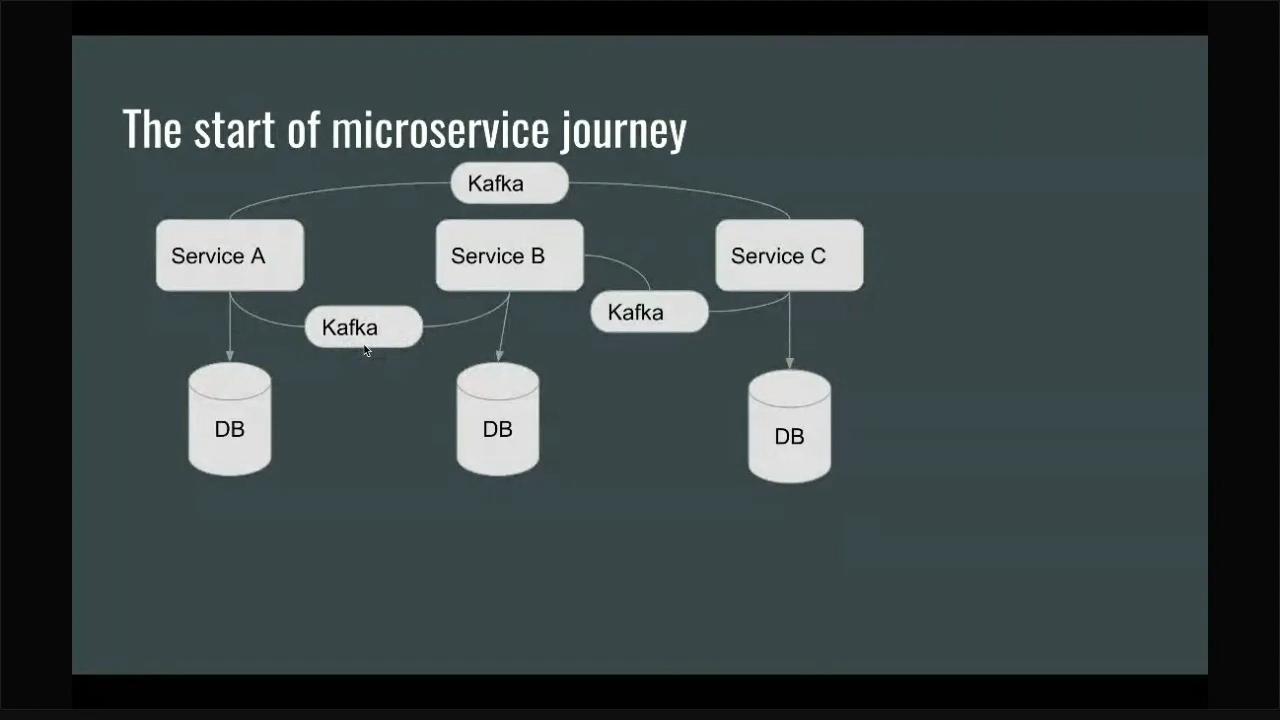 The start of microservice journey
Kafka
Service A
Service B
Service C
Kafka
Kafka
DB
DB
DB